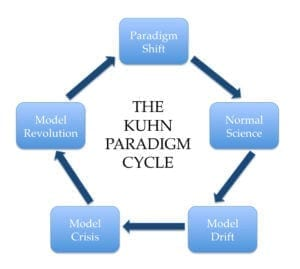 Paradigm
Shift
Normal
Science
Model
Drift
Model
Crisis
Model
Revolution
THE
KUHN
PARADIGM
CYCLE